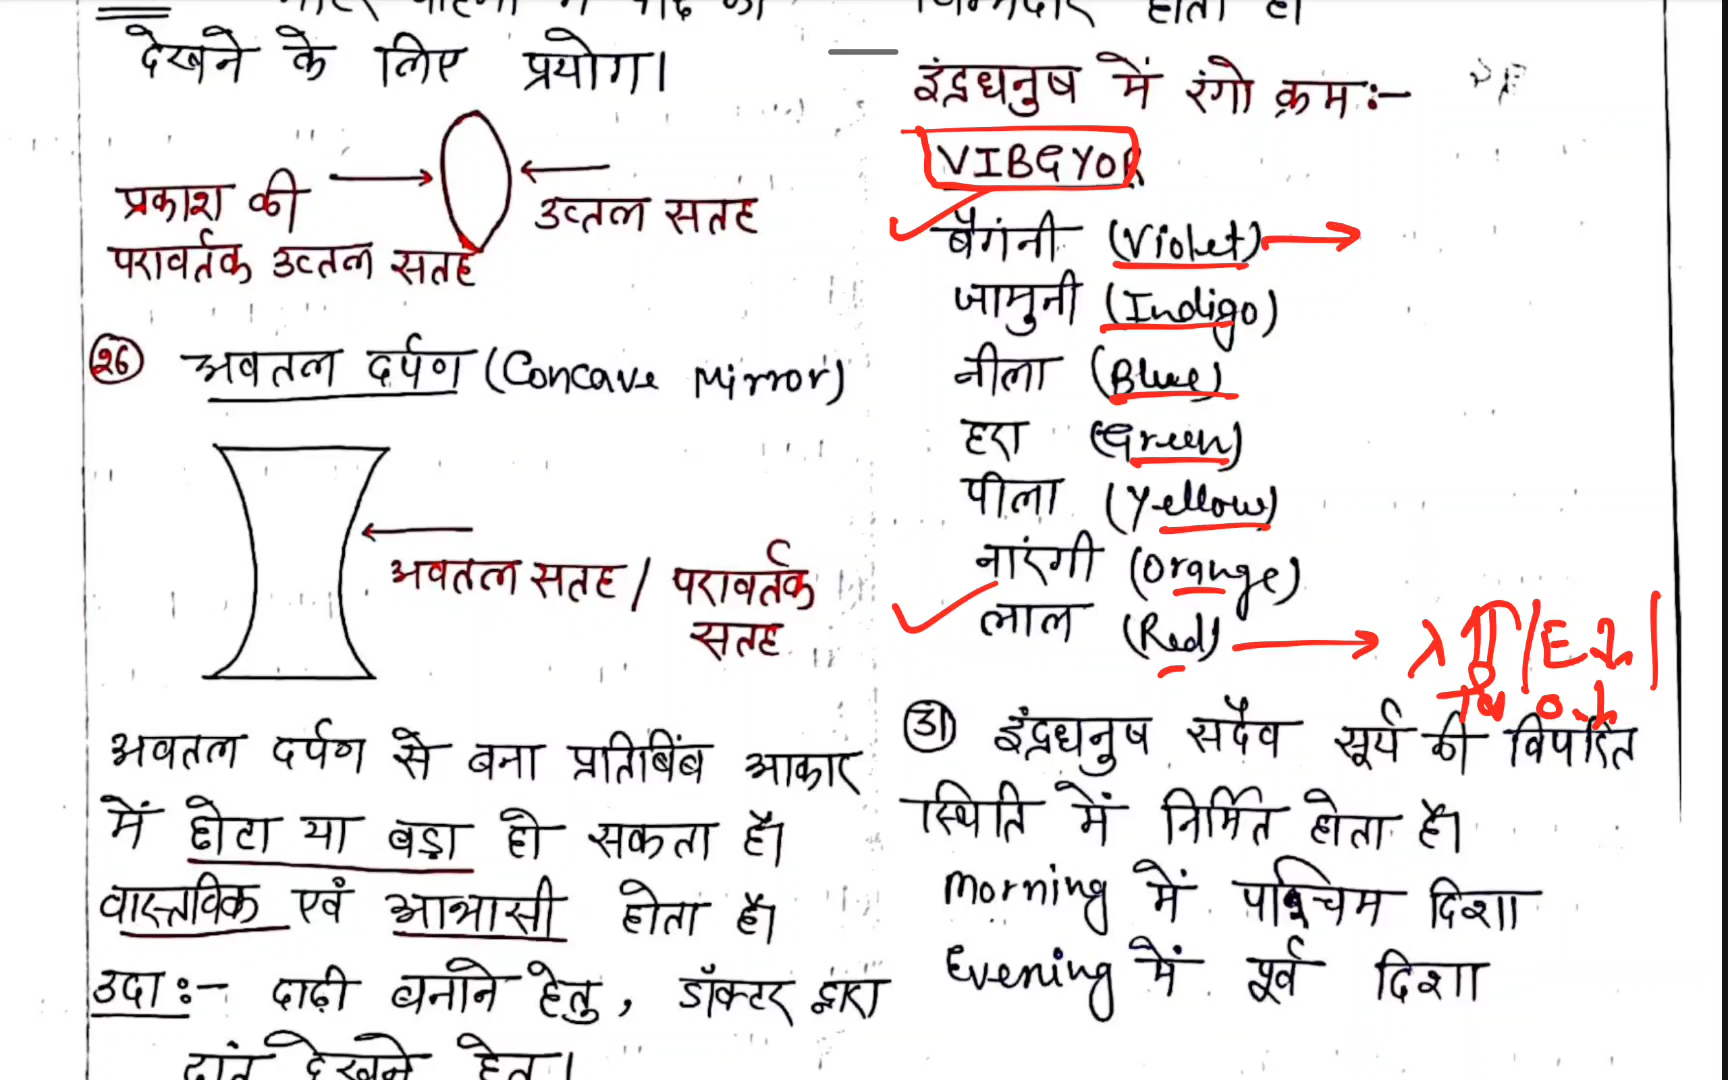 देखने के लिए प्रयोग।
प्रकाश की
परावर्तक उत्तल सतह
उत्तल सतह
26 अवतल दर्पण (Concave Mirror)
अवतल सतह / परावर्तक
सतह
अवतल दर्पण से बना प्रतिबिंब आकार
में छोटा या बड़ा हो सकता है।
वास्तविक एवं आभासी होता है।
उदा :- दाढ़ी बनाने हेतु, डॉक्टर द्वारा
दांत देखने हेतु।
होता है।
इंद्रधनुष में रंगो क्रम :-
VIBGYOR
बैगंनी (Violet)
जामुनी (Indigo)
नीला (Blue)
हरा (Green)
पीला (Yellow)
नारंगी (Orange)
लाल (Red)
31 इंद्रधनुष सदैव सूर्य की विपरित
स्थिति में निर्मित होता है।
Morning में पश्चिम दिशा
Evening में पूर्व दिशा